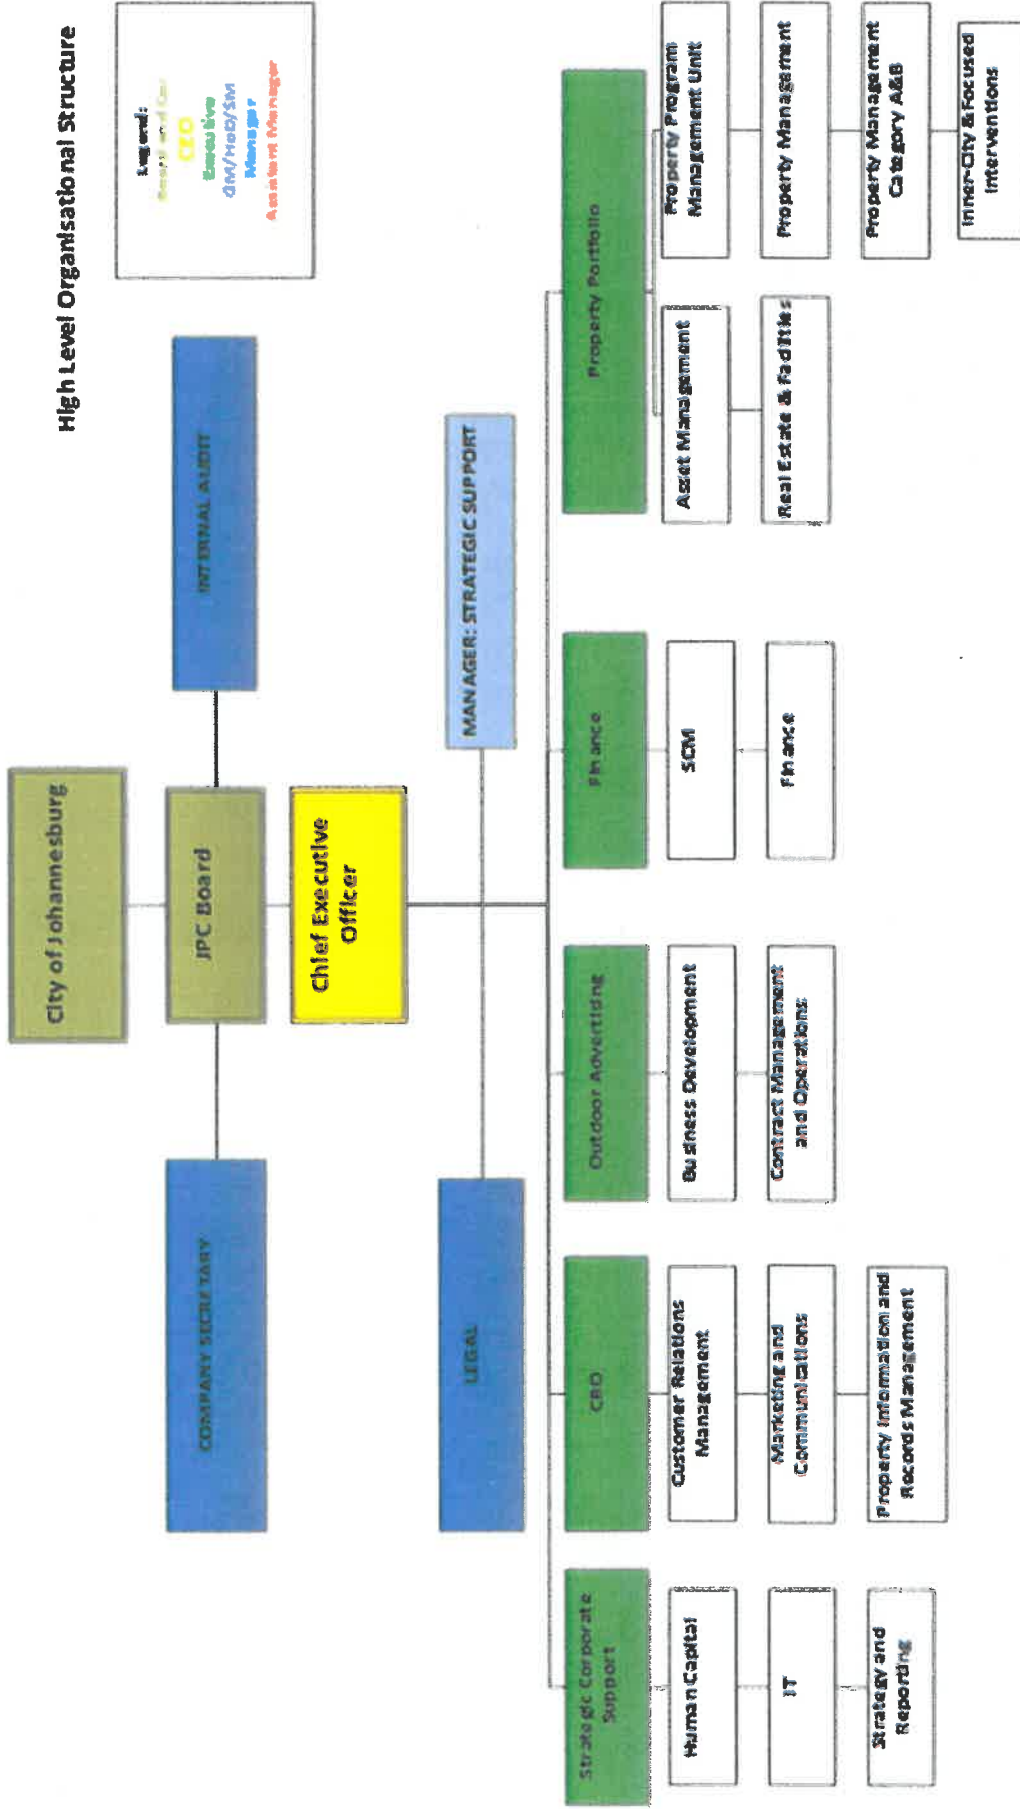 High Level Organisational Structure
Legend:
CEO
Executive
GM/HoD/SM
Manager
Assistant Manager
City of Johannesburg
COMPANY SECRETARY
JPC Board
INTERNAL AUDIT
Chief Executive
Officer
LEGAL
MANAGER: STRATEGIC SUPPORT
Strategic Corporate
Support
Human Capital
IT
Strategy and
Reporting
CBO
Customer Relations
Management
Marketing and
Communications
Property Information and
Records Management
Outdoor Advertising
Business Development
Contract Management
and Operations
Finance
SCM
Finance
Property Portfolio
Asset Management
Real Estate & Facilities
Property Program
Management Unit
Property Management
Property Management
Category A&B
Inner-City & Focused
Interventions